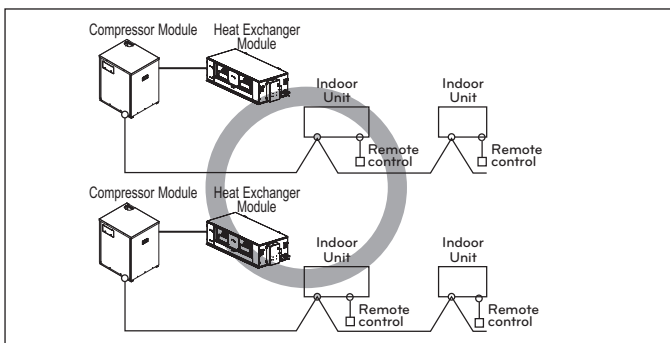 Compressor Module
Heat Exchanger
Module
Indoor
Unit
Indoor
Unit
Remote
control
Remote
control
Compressor Module
Heat Exchanger
Module
Indoor
Unit
Indoor
Unit
Remote
control
Remote
control